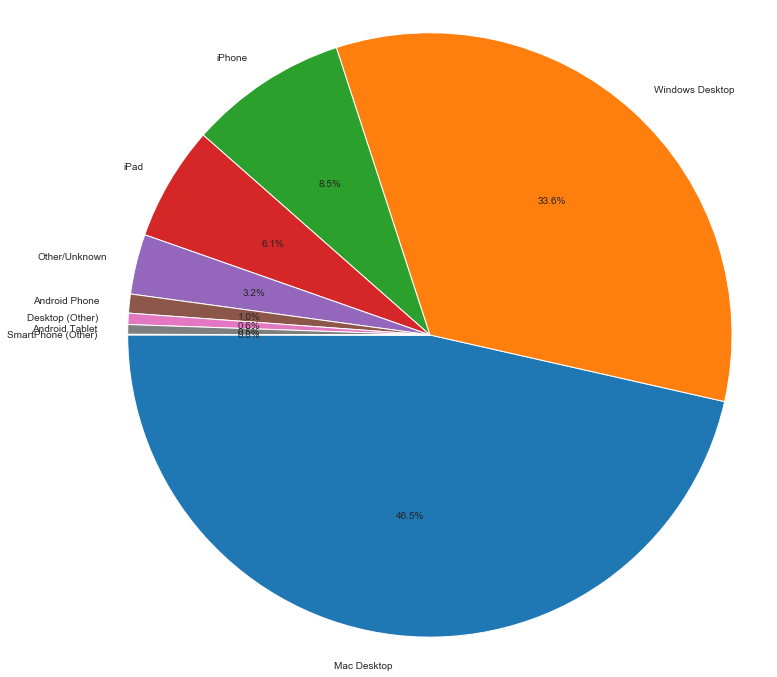 iPhone
Windows Desktop
iPad
8.5%
33.6%
6.1%
Other/Unknown
3.2%
Android Phone
1.0%
Desktop (Other)
0.6%
Android Tablet
SmartPhone (Other)
46.5%
Mac Desktop